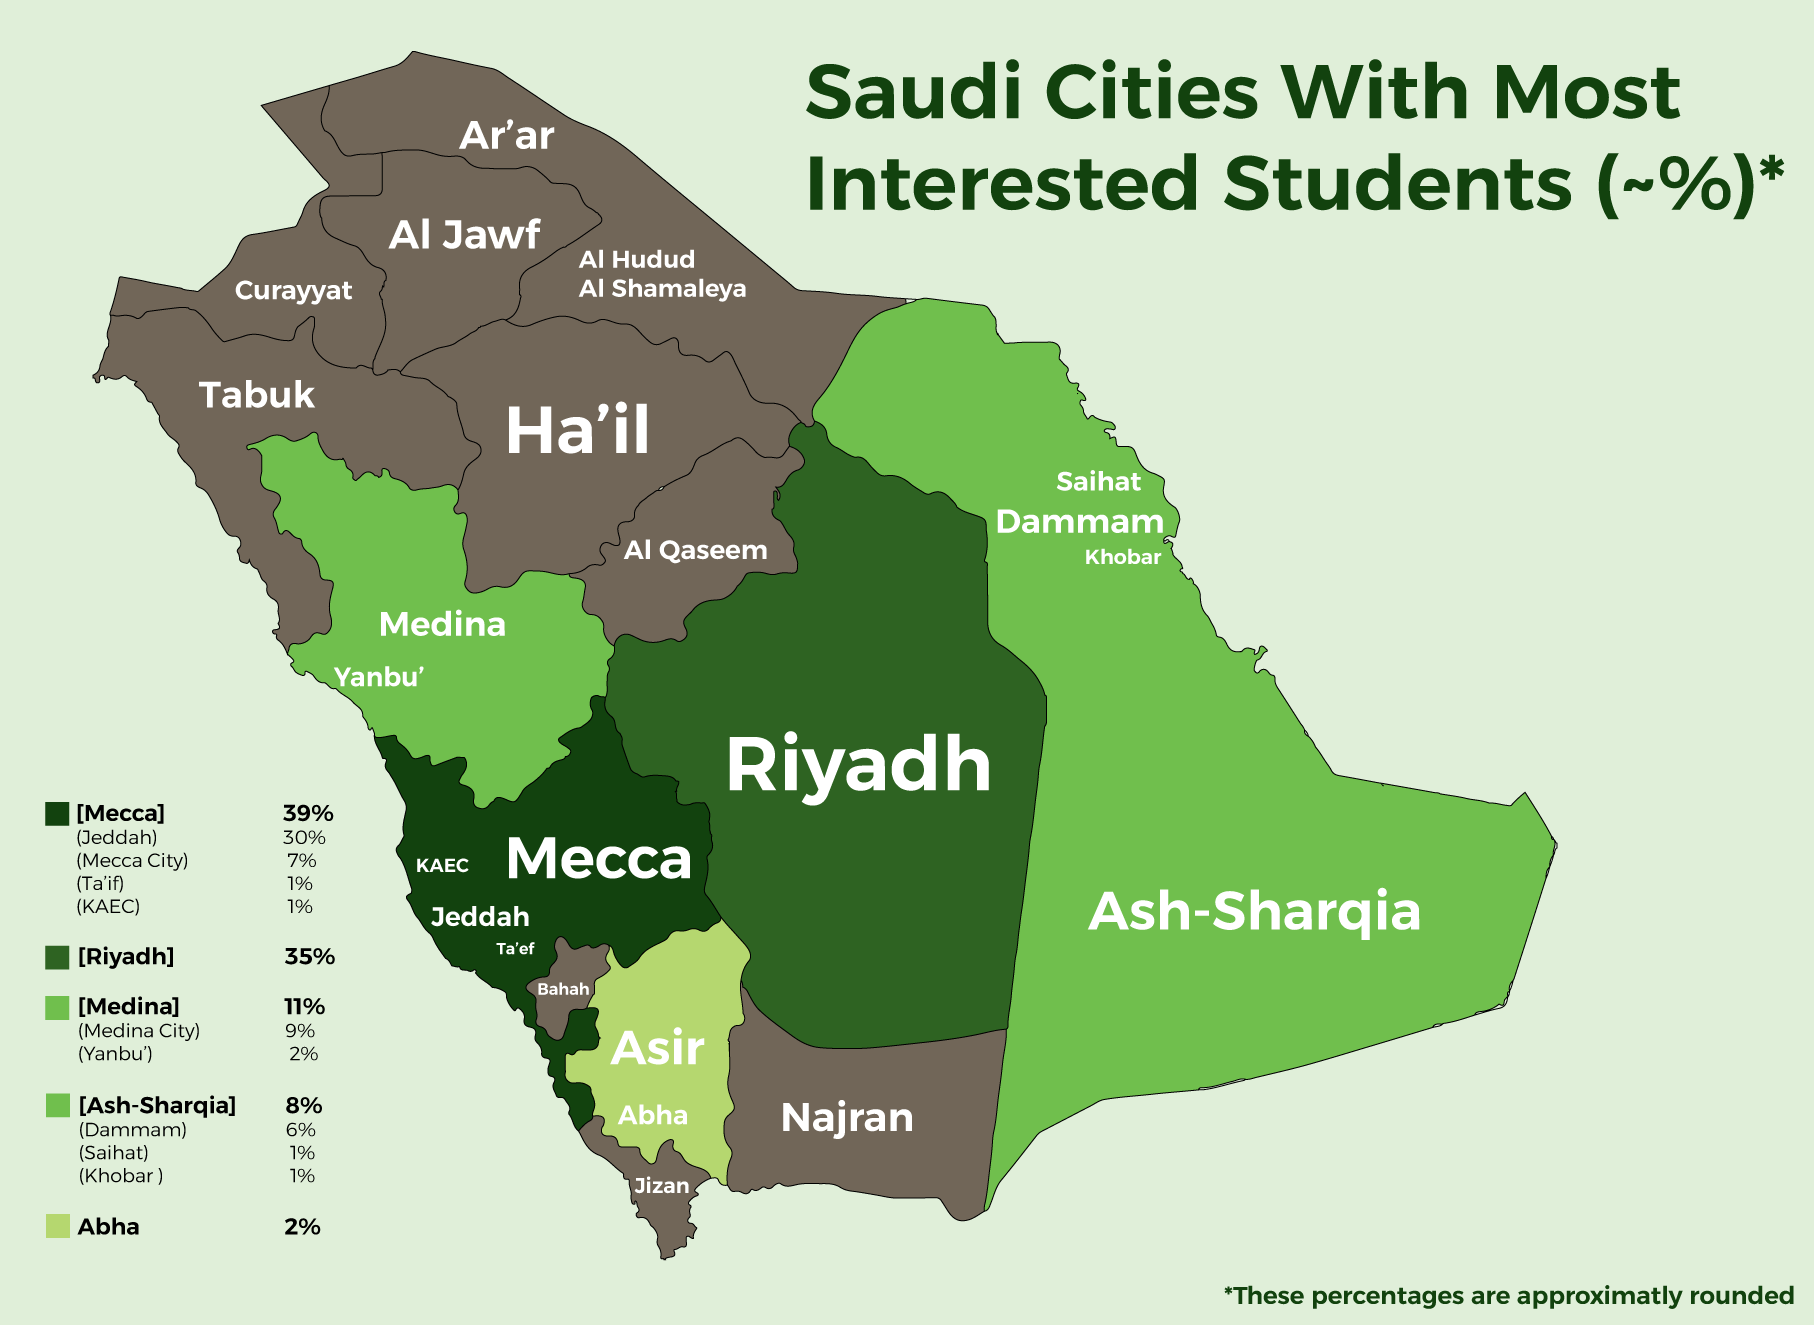 Saudi Cities With Most
Interested Students (~%)*
Ar’ar
Al Jawf
Al Hudud
Al Shamaleya
Curayyat
Tabuk
Ha’il
Al Qaseem
Saihat
Dammam
Khobar
Medina
Yanbu’
Riyadh
Mecca
KAEC
Jeddah
Ta’ef
Ash-Sharqia
Bahah
Asir
Abha
Najran
Jizan
[Mecca] 39%
(Jeddah) 30%
(Mecca City) 7%
(Ta’if) 1%
(KAEC) 1%
[Riyadh] 35%
[Medina] 11%
(Medina City) 9%
(Yanbu’) 2%
[Ash-Sharqia] 8%
(Dammam) 6%
(Saihat) 1%
(Khobar ) 1%
Abha 2%
*These percentages are approximatly rounded